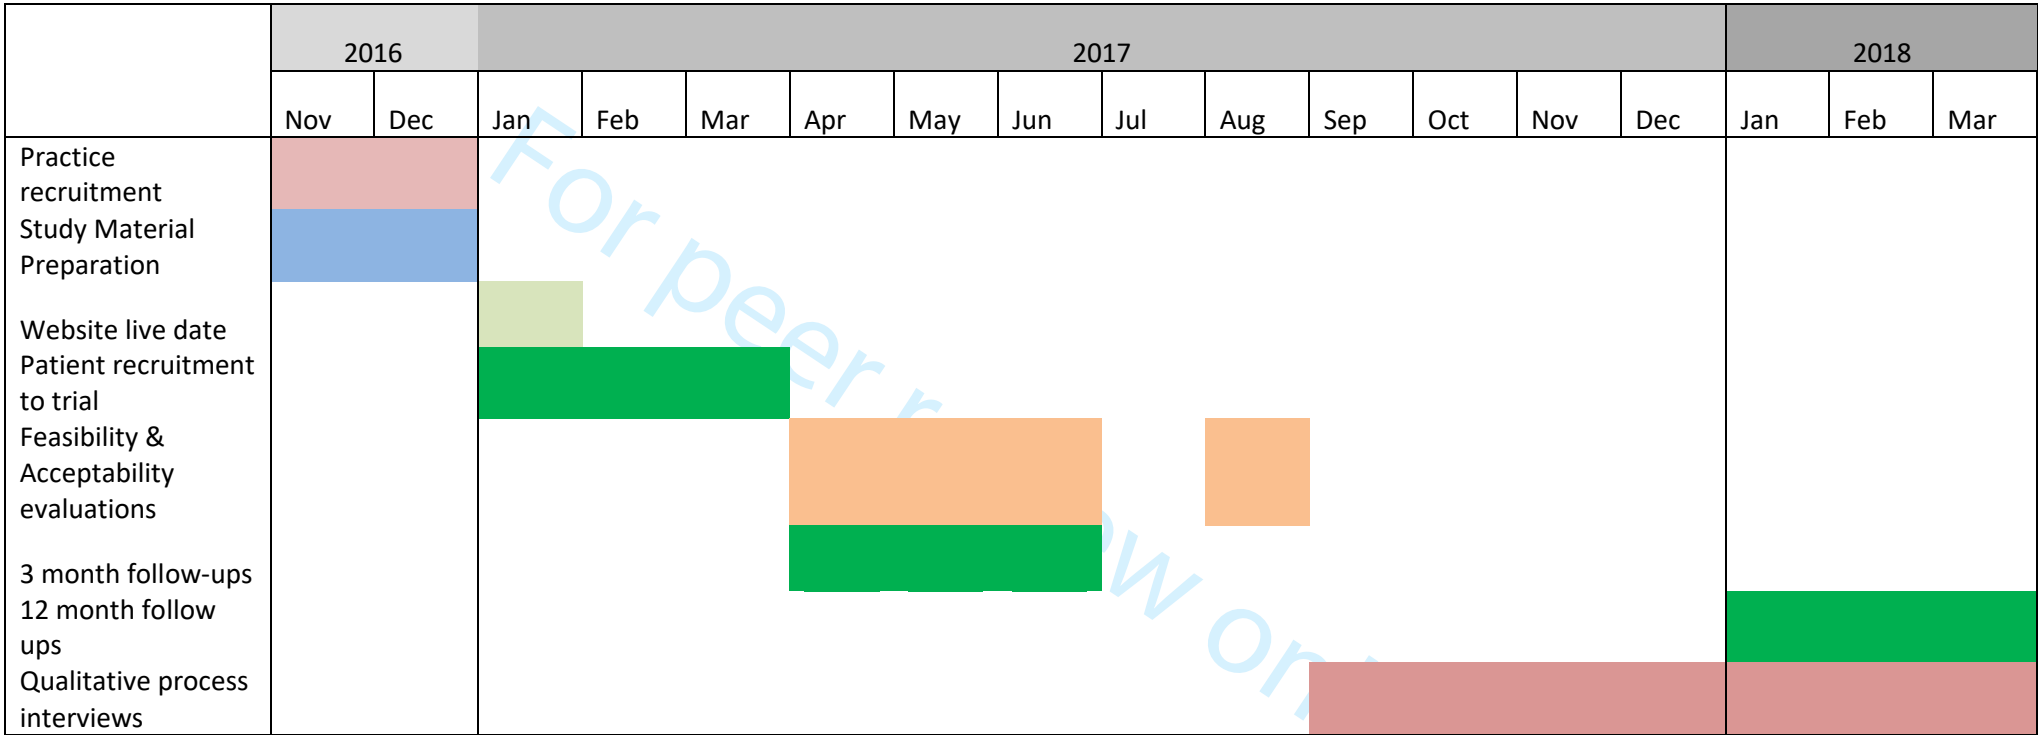 2016 2017 2018
Nov Dec Jan Feb Mar Apr May Jun Jul Aug Sep Oct Nov Dec Jan Feb Mar
Practice
recruitment
Study Material
Preparation
Website live date
Patient recruitment
to trial
Feasibility &
Acceptability
evaluations
3 month follow-ups
12 month follow
ups
Qualitative process
interviews
For peer r w on